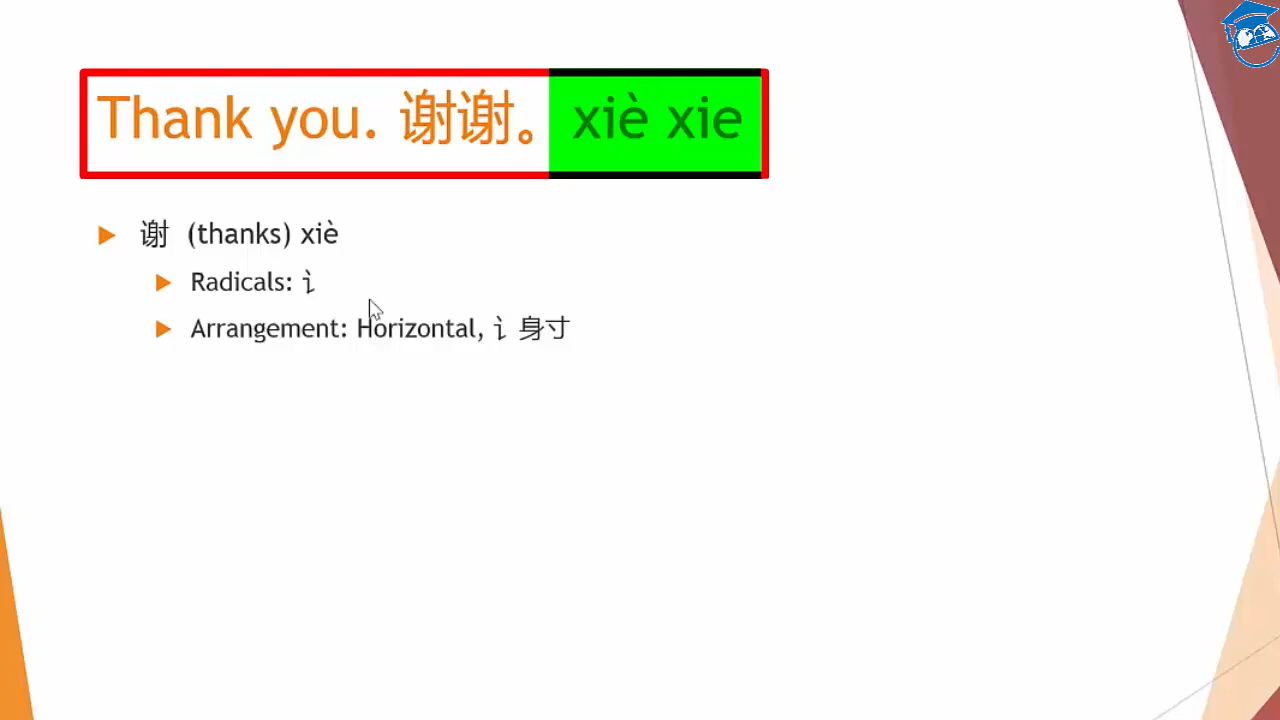 Thank you. 谢谢。 xiè xie
谢 (thanks) xiè
Radicals: 讠
Arrangement: Horizontal, 讠身寸